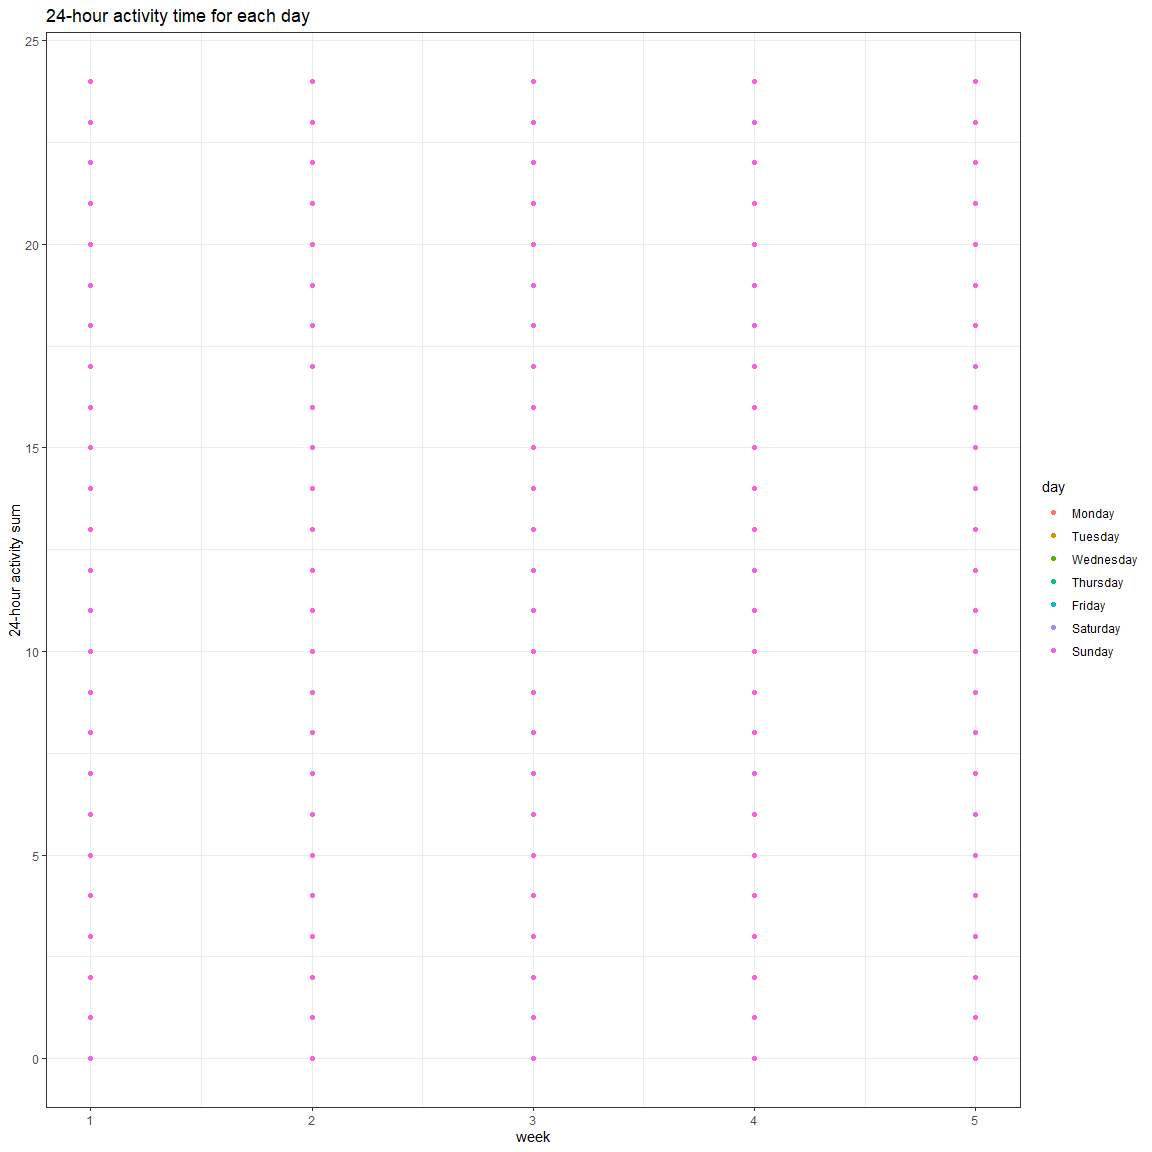 24-hour activity time for each day
25
20
15
10
5
0
24-hour activity sum
1 2 3 4 5
week
day
Monday
Tuesday
Wednesday
Thursday
Friday
Saturday
Sunday